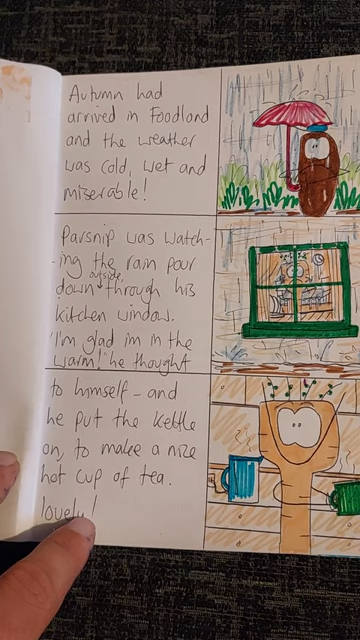 Autumn had
arrived in Foodland
and the weather
was cold, wet and
miserable!
Parsnip was watch-
-ing the rain pour
outside,
down through his
kitchen window.
"I'm glad im in the
warm!" he thought
to himself - and
he put the kettle
on, to make a nice
hot cup of tea.
lovely!